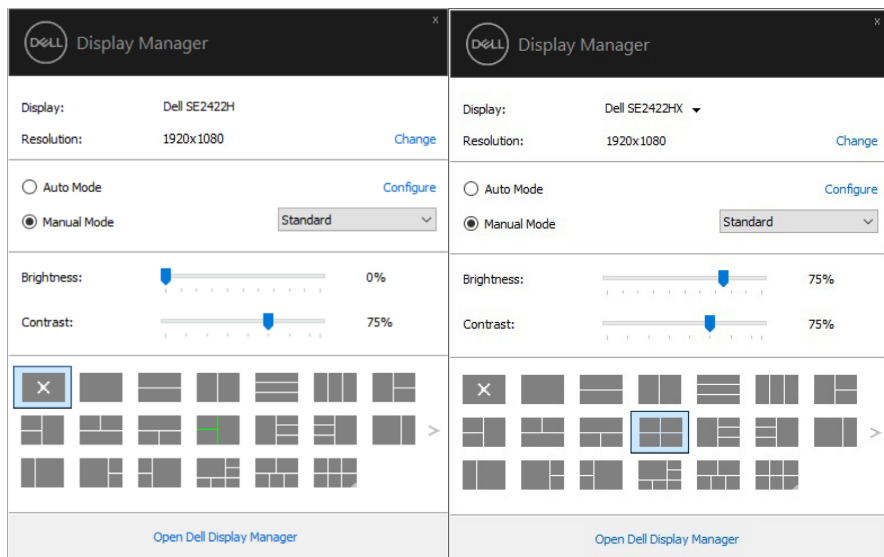 x
DELL Display Manager
Display: Dell SE2422H
Resolution: 1920x1080 Change
Auto Mode Configure
Manual Mode Standard
Brightness: 0%
Contrast: 75%
Open Dell Display Manager
x
DELL Display Manager
Display: Dell SE2422HX
Resolution: 1920x1080 Change
Auto Mode Configure
Manual Mode Standard
Brightness: 75%
Contrast: 75%
Open Dell Display Manager